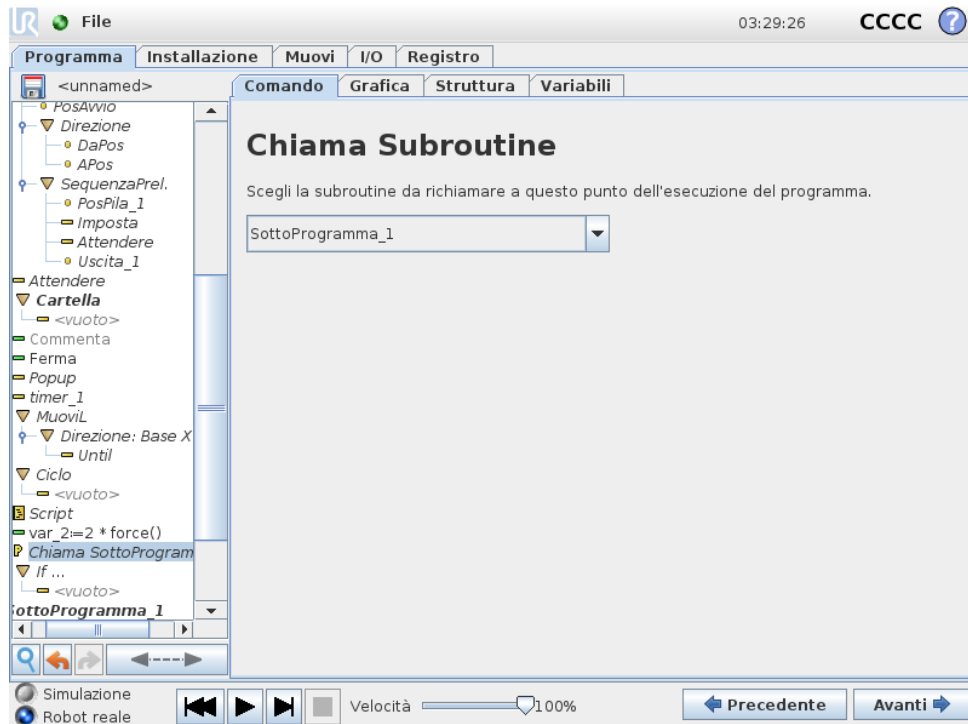 UR File 03:29:26 CCCC ?
Programma Installazione Muovi I/O Registro
<unnamed>
Comando Grafica Struttura Variabili
PosAvvio
Direzione
DaPos
APos
SequenzaPrel.
PosPila_1
Imposta
Attendere
Uscita_1
Attendere
Cartella
<vuoto>
Commenta
Ferma
Popup
timer_1
MuoviL
Direzione: Base X
Until
Ciclo
<vuoto>
Script
var_2:=2 * force()
Chiama SottoProgram
If ...
<vuoto>
SottoProgramma_1
Chiama Subroutine
Scegli la subroutine da richiamare a questo punto dell'esecuzione del programma.
SottoProgramma_1
Simulazione
Robot reale
Velocità 100%
Precedente Avanti